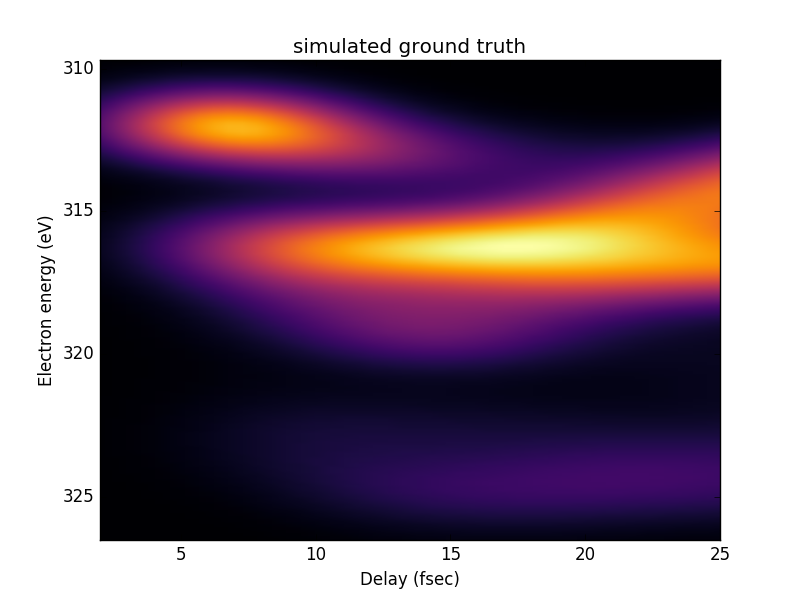 simulated ground truth
310
315
320
325
Electron energy (eV)
5 10 15 20 25
Delay (fsec)